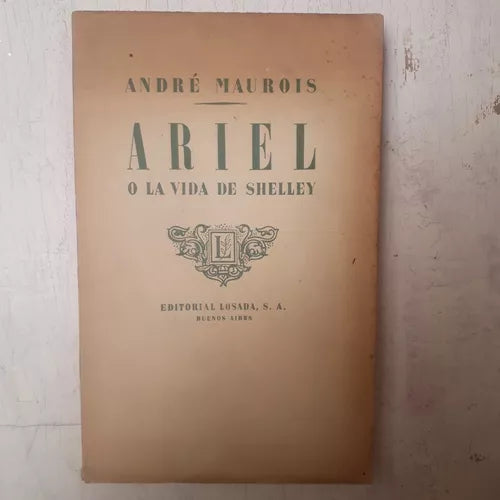 ANDRÉ MAUROIS
ARIEL
O LA VIDA DE SHELLEY
L
EDITORIAL LOSADA, S. A.
BUENOS AIRES